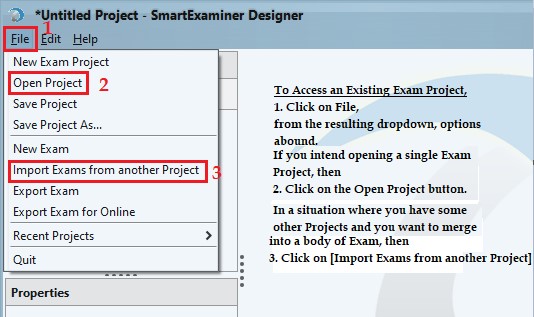 *Untitled Project - SmartExaminer Designer
1
File Edit Help
New Exam Project
Open Project 2
Save Project
Save Project As...
New Exam
Import Exams from another Project 3
Export Exam
Export Exam for Online
Recent Projects
Quit
Properties
To Access an Existing Exam Project,
1. Click on File,
from the resulting dropdown, options
abound.
If you intend opening a single Exam
Project, then
2. Click on the Open Project button.
In a situation where you have some
other Projects and you want to merge
into a body of Exam, then
3. Click on [Import Exams from another Project]